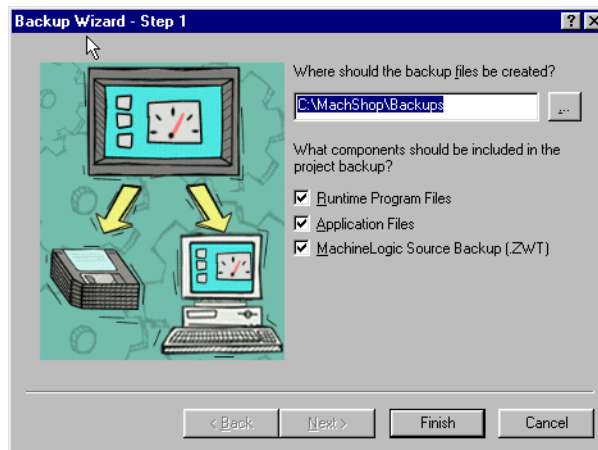 Backup Wizard - Step 1
Where should the backup files be created?
C:\MachShop\Backups
...
What components should be included in the
project backup?
Runtime Program Files
Application Files
MachineLogic Source Backup (.ZWT)
< Back
Next >
Finish
Cancel